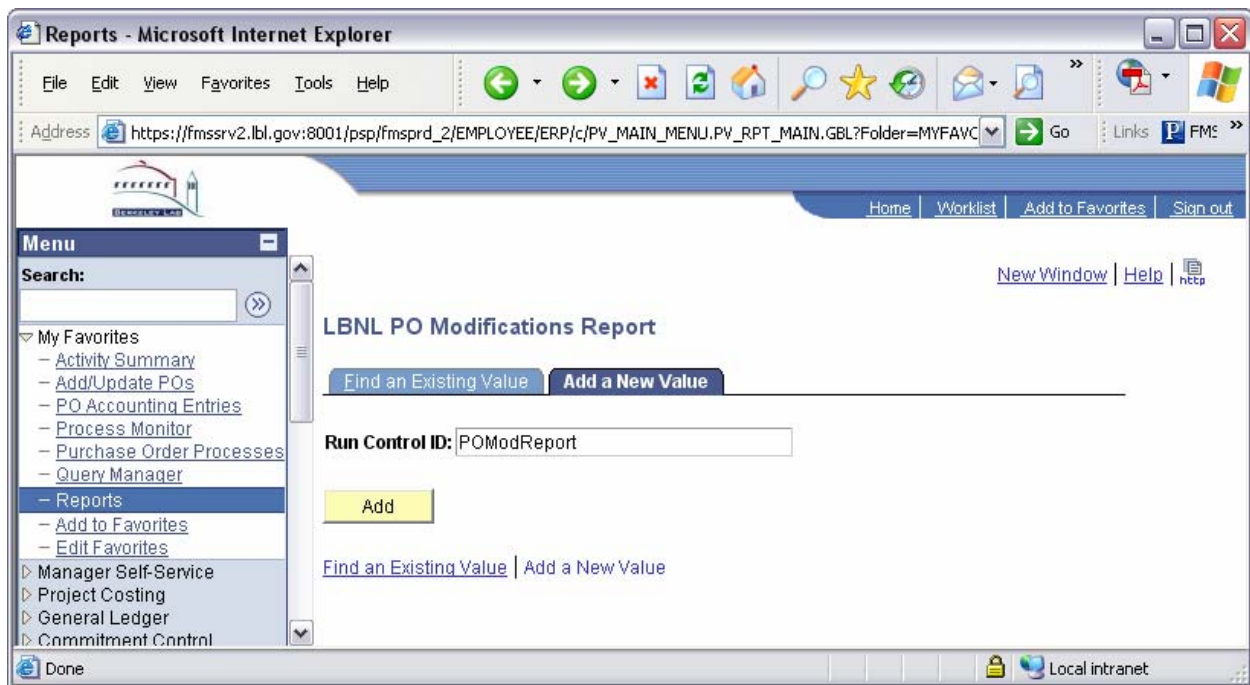 Reports - Microsoft Internet Explorer
File Edit View Favorites Tools Help »
Address https://fmssrv2.lbl.gov:8001/psp/fmsprd_2/EMPLOYEE/ERP/c/PV_MAIN_MENU.PV_RPT_MAIN.GBL?Folder=MYFAVC Go Links FMS »
BERKELEY LAB
Home Worklist Add to Favorites Sign out
Menu
Search:
New Window Help http
My Favorites
Activity Summary
Add/Update POs
PO Accounting Entries
Process Monitor
Purchase Order Processes
Query Manager
Reports
Add to Favorites
Edit Favorites
Manager Self-Service
Project Costing
General Ledger
Commitment Control
LBNL PO Modifications Report
Find an Existing Value Add a New Value
Run Control ID: POModReport
Add
Find an Existing Value | Add a New Value
Done Local intranet